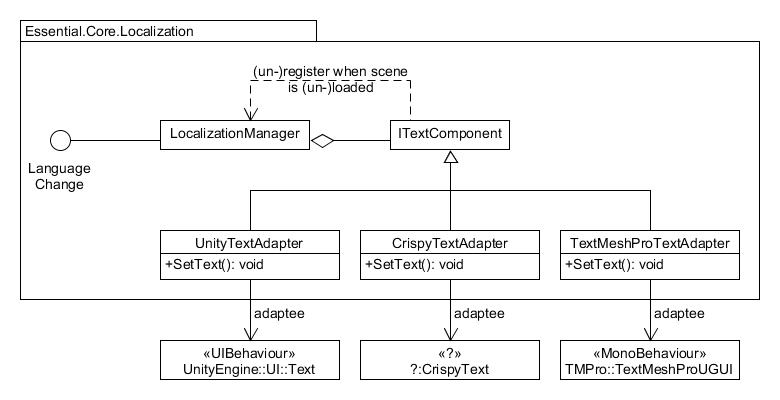 Essential.Core.Localization
(un-)register when scene
is (un-)loaded
LocalizationManager
ITextComponent
Language
Change
UnityTextAdapter
+SetText(): void
CrispyTextAdapter
+SetText(): void
TextMeshProTextAdapter
+SetText(): void
adaptee
adaptee
adaptee
«UIBehaviour»
UnityEngine::UI::Text
«?»
?:CrispyText
«MonoBehaviour»
TMPro::TextMeshProUGUI